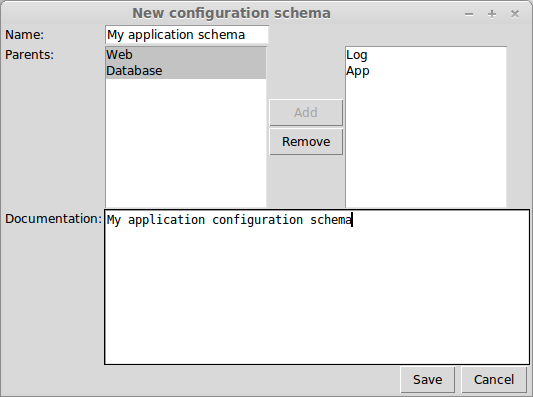 New configuration schema
Name: My application schema
Parents: Web Log
Database App
Add
Remove
Documentation: My application configuration schema
Save Cancel